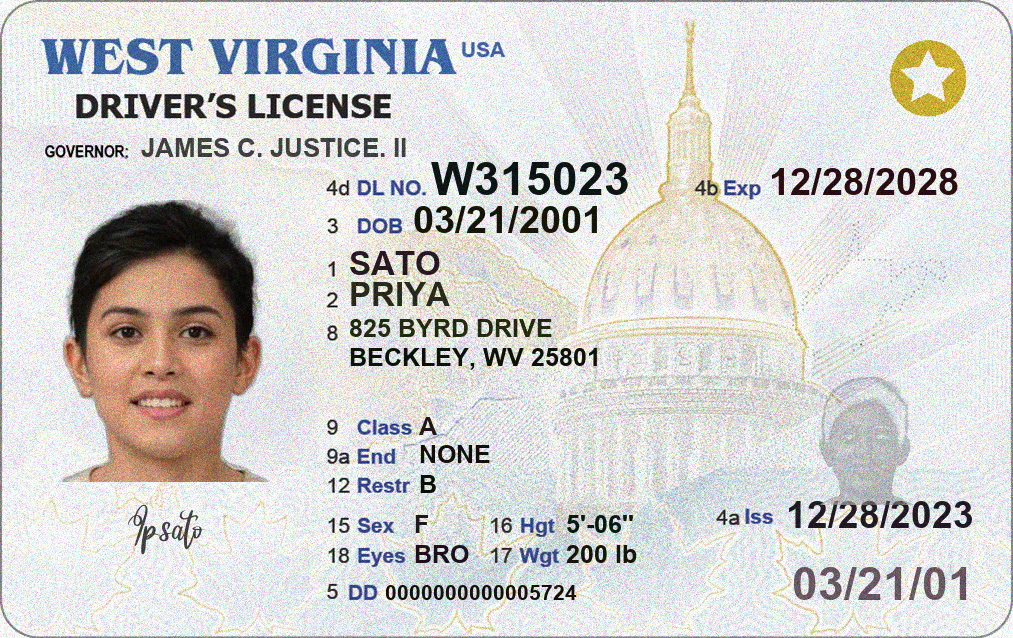 WEST VIRGINIA USA
DRIVER'S LICENSE
GOVERNOR: JAMES C. JUSTICE. II
4d DL NO. W315023 4b Exp 12/28/2028
3 DOB 03/21/2001
1 SATO
2 PRIYA
8 825 BYRD DRIVE
BECKLEY, WV 25801
9 Class A
9a End NONE
12 Restr B
15 Sex F 16 Hgt 5'-06" 4a Iss 12/28/2023
18 Eyes BRO 17 Wgt 200 lb
5 DD 0000000000005724 03/21/01
Ipsato